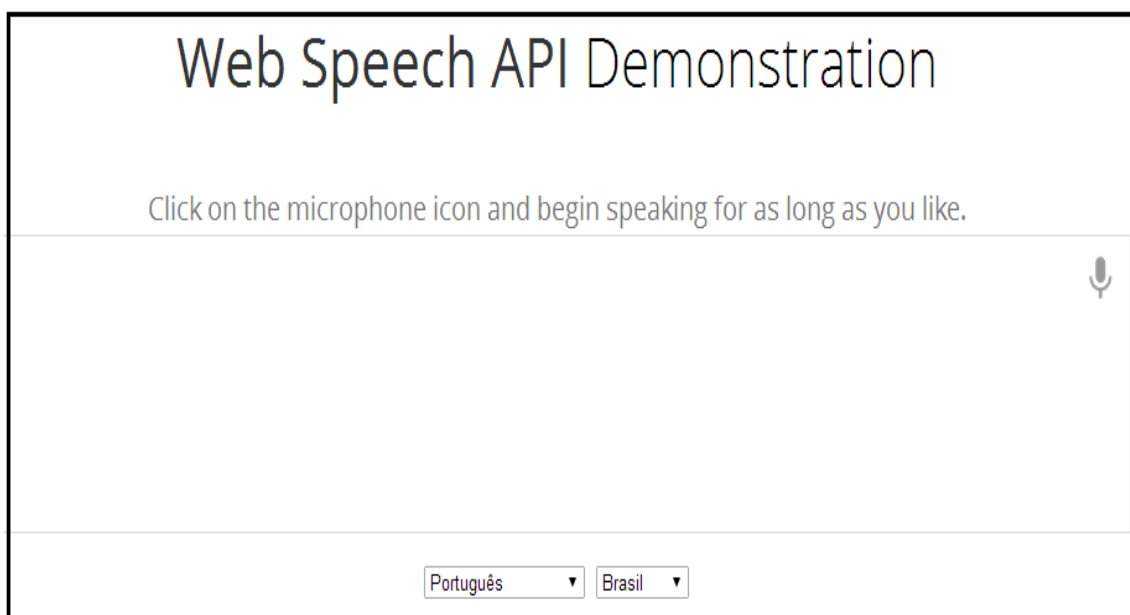 Web Speech API Demonstration
Click on the microphone icon and begin speaking for as long as you like.
Português Brasil